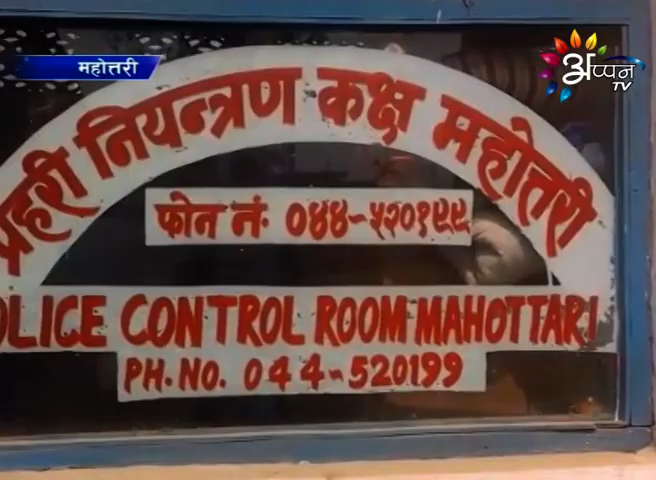 महोत्तरी
अप्पन
TV
प्रहरी नियन्त्रण कक्ष महोत्तरी
फोन नं. ०४४-५२०१९९
POLICE CONTROL ROOM MAHOTTARI
PH. NO. 044-520199